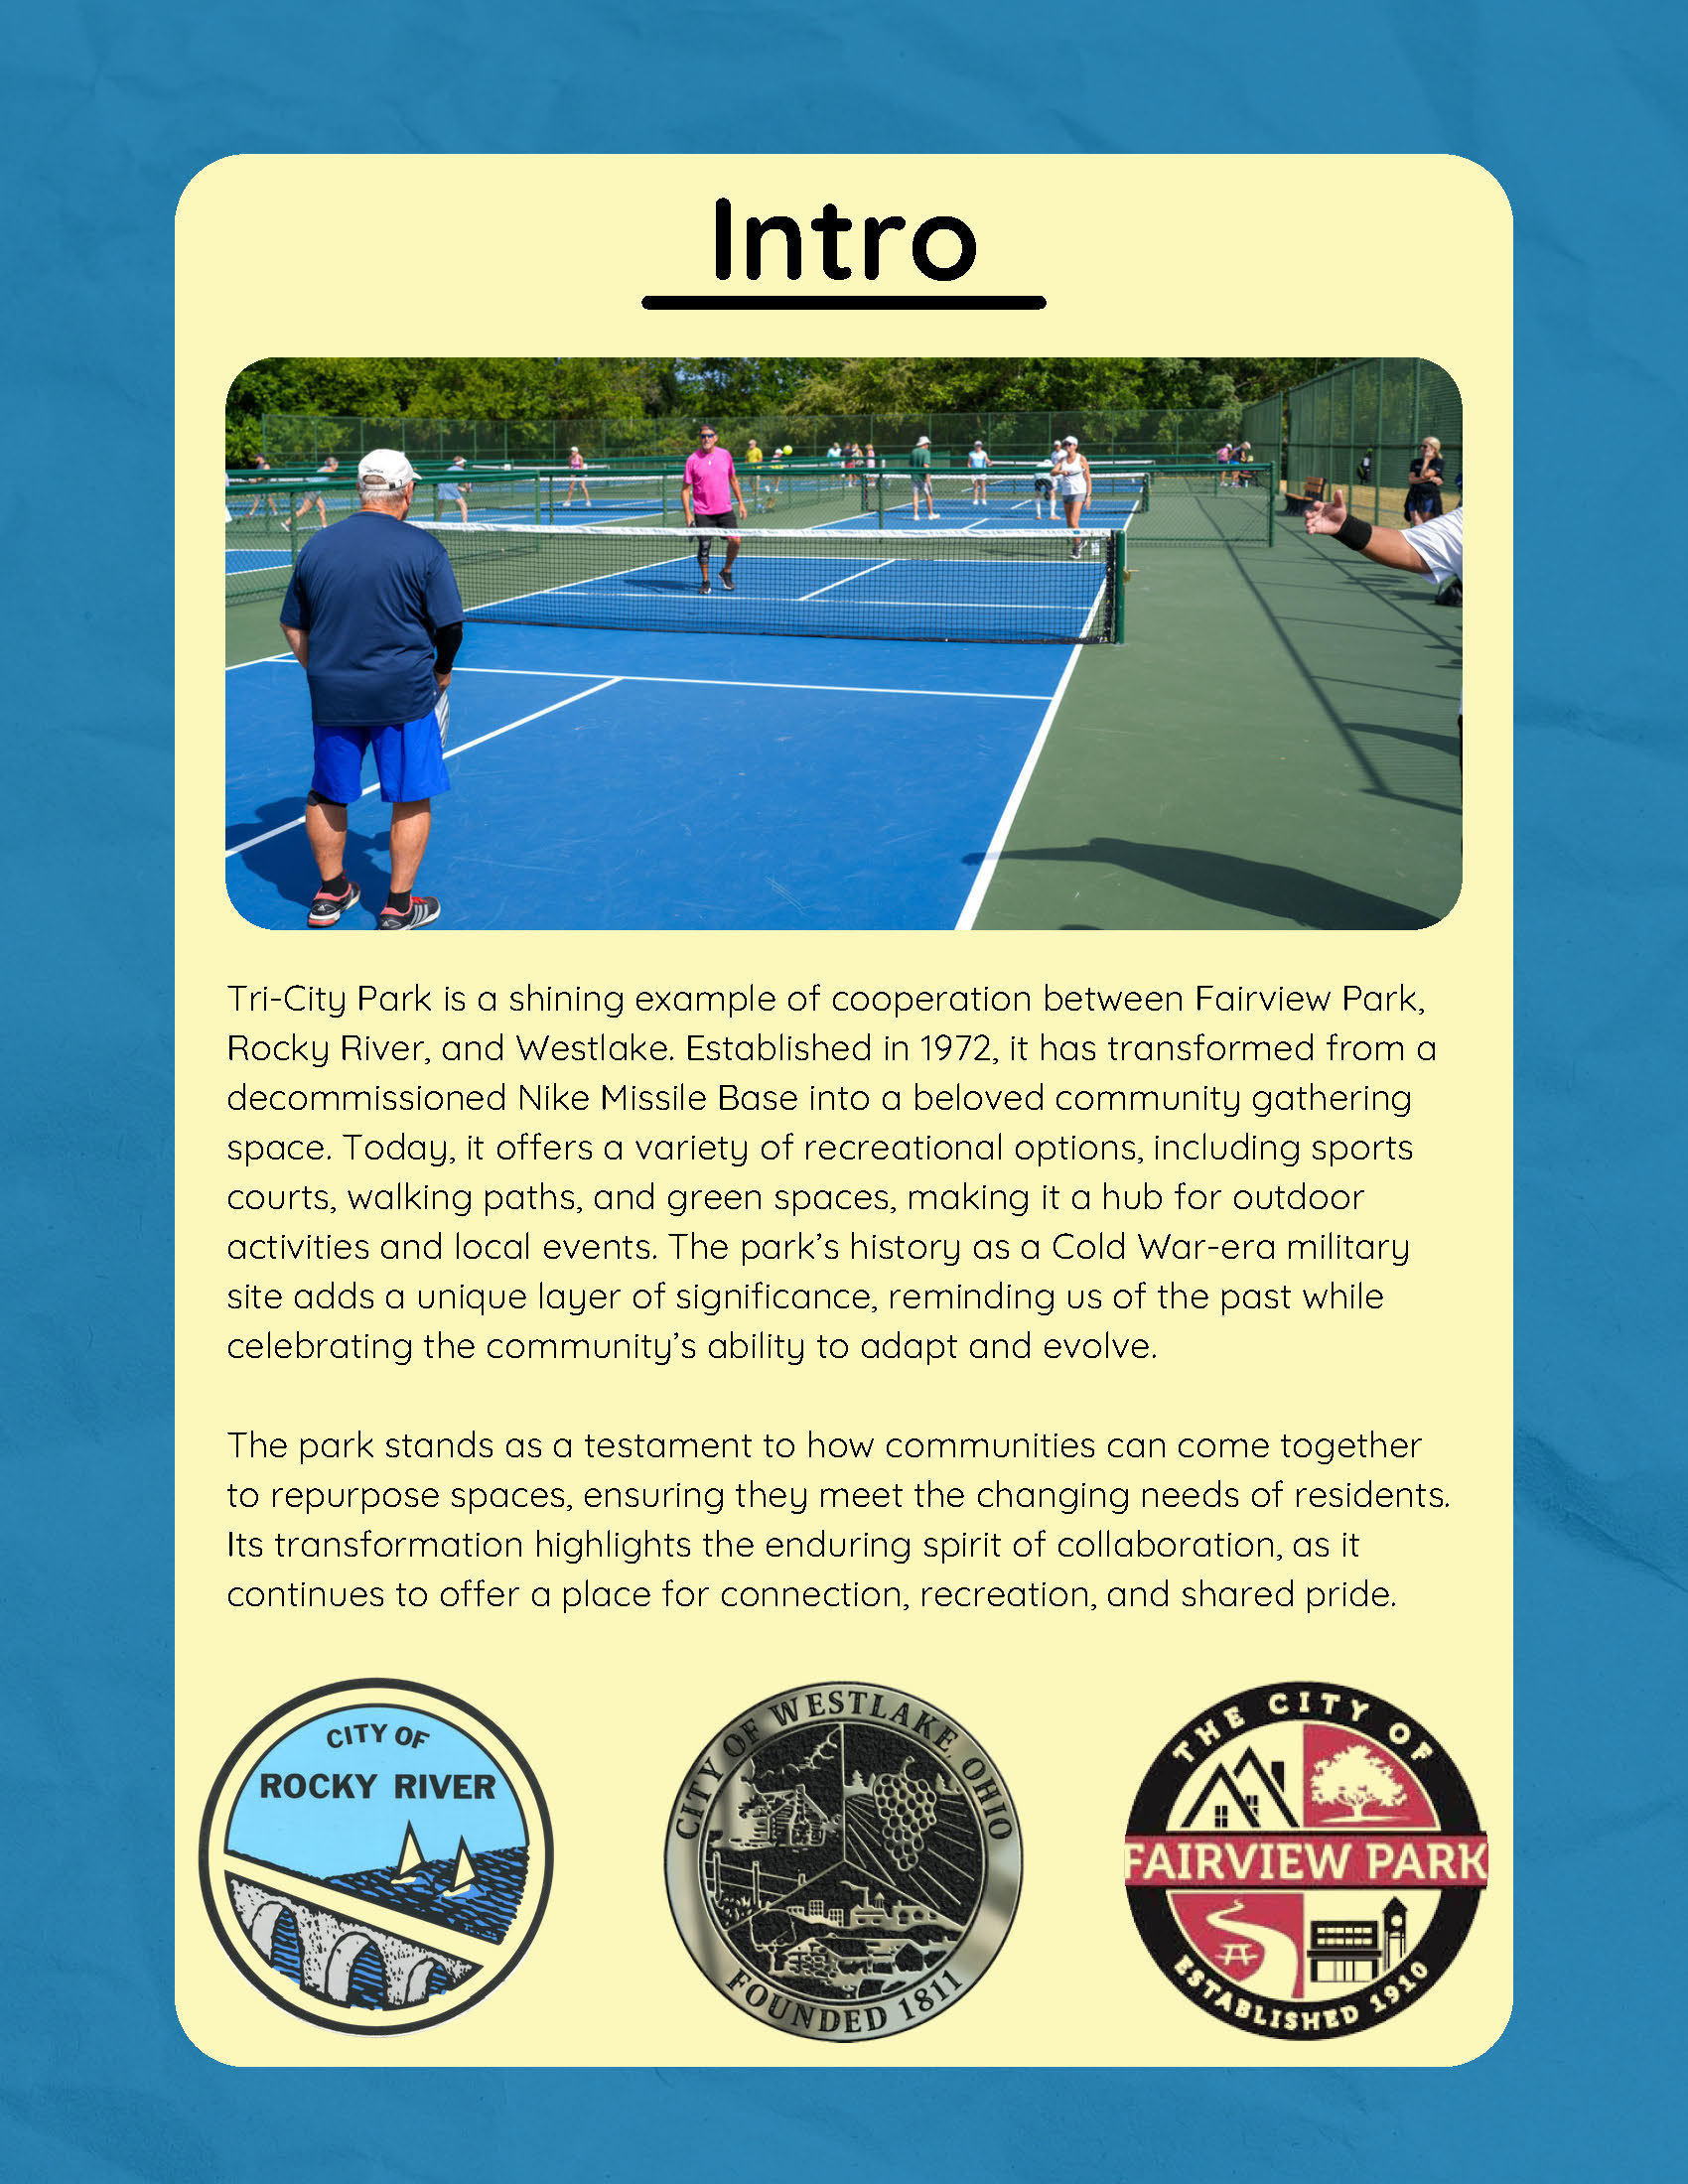 Intro
Tri-City Park is a shining example of cooperation between Fairview Park,
Rocky River, and Westlake. Established in 1972, it has transformed from a
decommissioned Nike Missile Base into a beloved community gathering
space. Today, it offers a variety of recreational options, including sports
courts, walking paths, and green spaces, making it a hub for outdoor
activities and local events. The park’s history as a Cold War-era military
site adds a unique layer of significance, reminding us of the past while
celebrating the community’s ability to adapt and evolve.
The park stands as a testament to how communities can come together
to repurpose spaces, ensuring they meet the changing needs of residents.
Its transformation highlights the enduring spirit of collaboration, as it
continues to offer a place for connection, recreation, and shared pride.
CITY OF
ROCKY RIVER
CITY OF WESTLAKE, OHIO
FOUNDED 1811
THE CITY OF
FAIRVIEW PARK
ESTABLISHED 1910